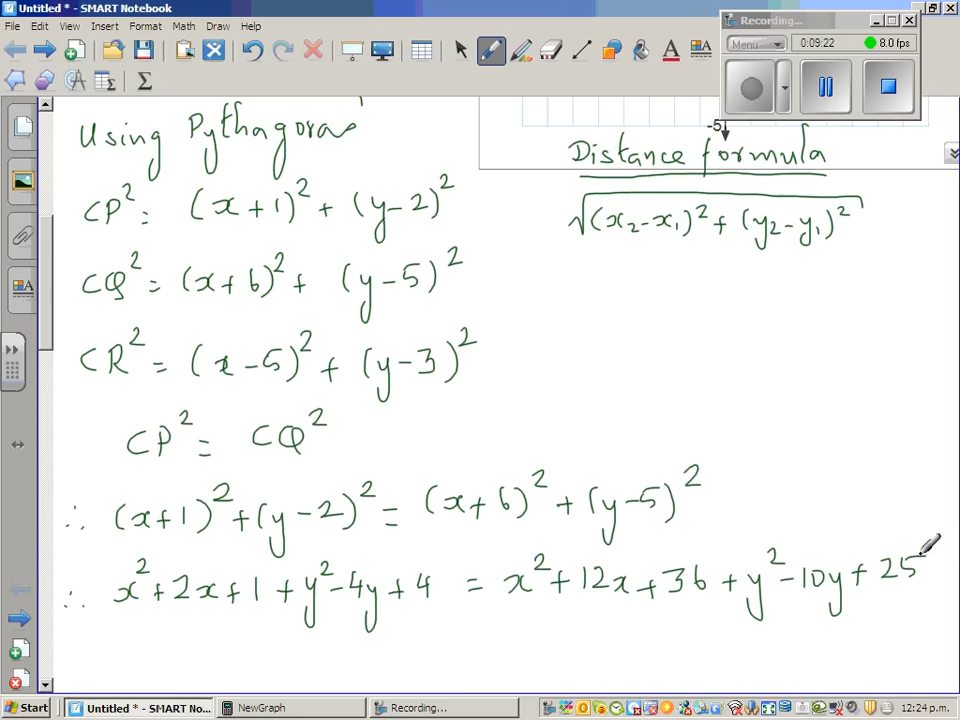 Untitled * - SMART Notebook
File Edit View Insert Format Math Draw Help
Recording...
Menu 0:09:22 8.0 fps
-5
Using Pythagoras
Distance formula
CP² = (x+1)² + (y-2)²
√(x₂-x₁)² + (y₂-y₁)²
CQ² = (x+6)² + (y-5)²
CR² = (x-5)² + (y-3)²
CP² = CQ²
∴ (x+1)² + (y-2)² = (x+6)² + (y-5)²
∴ x² + 2x + 1 + y² - 4y + 4 = x² + 12x + 36 + y² - 10y + 25
Start Untitled * - SMART No... NewGraph Recording... 12:24 p.m.